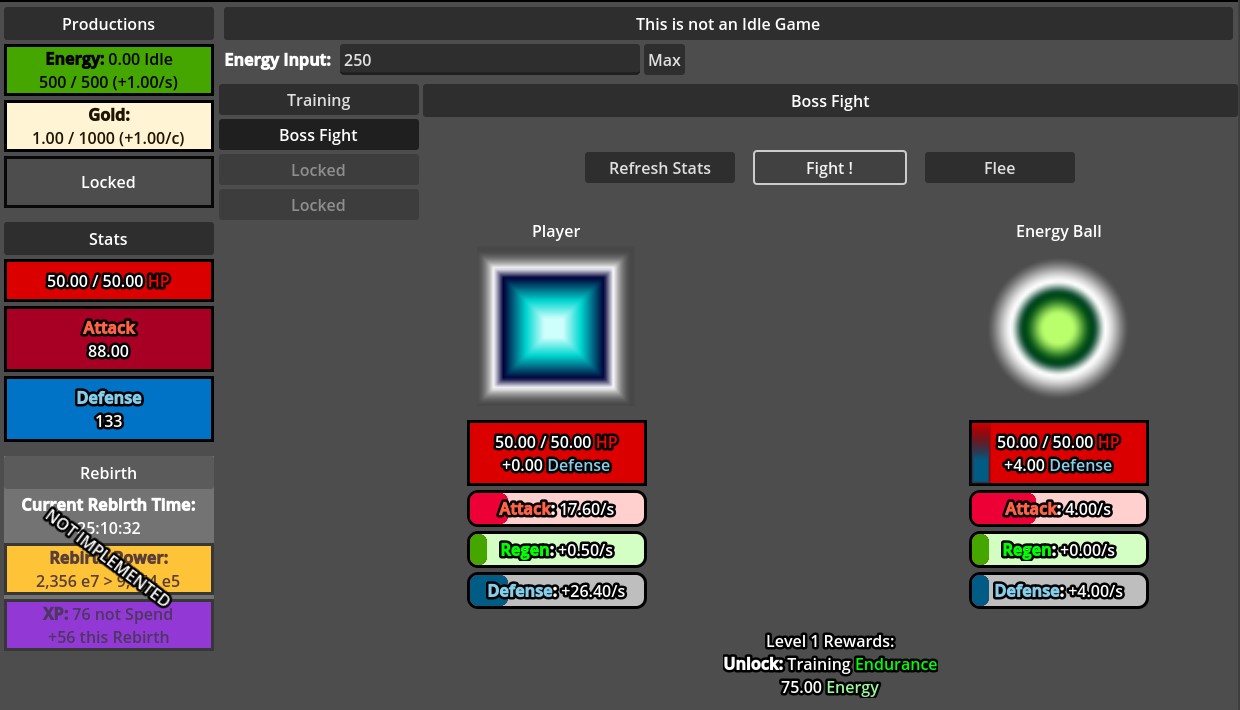 Productions
Energy: 0.00 Idle
500 / 500 (+1.00/s)
Gold:
1.00 / 1000 (+1.00/c)
Locked
Stats
50.00 / 50.00 HP
Attack
88.00
Defense
133
Rebirth
Current Rebirth Time:
25:10:32
NOT IMPLEMENTED
Rebirth Power:
2,356 e7 > e5
XP: 76 not Spend
+56 this Rebirth
This is not an Idle Game
Energy Input: 250 Max
Training
Boss Fight
Locked
Locked
Boss Fight
Refresh Stats Fight ! Flee
Player
50.00 / 50.00 HP
+0.00 Defense
Attack: 17.60/s
Regen: +0.50/s
Defense: +26.40/s
Energy Ball
50.00 / 50.00 HP
+4.00 Defense
Attack: 4.00/s
Regen: +0.00/s
Defense: +4.00/s
Level 1 Rewards:
Unlock: Training Endurance
75.00 Energy